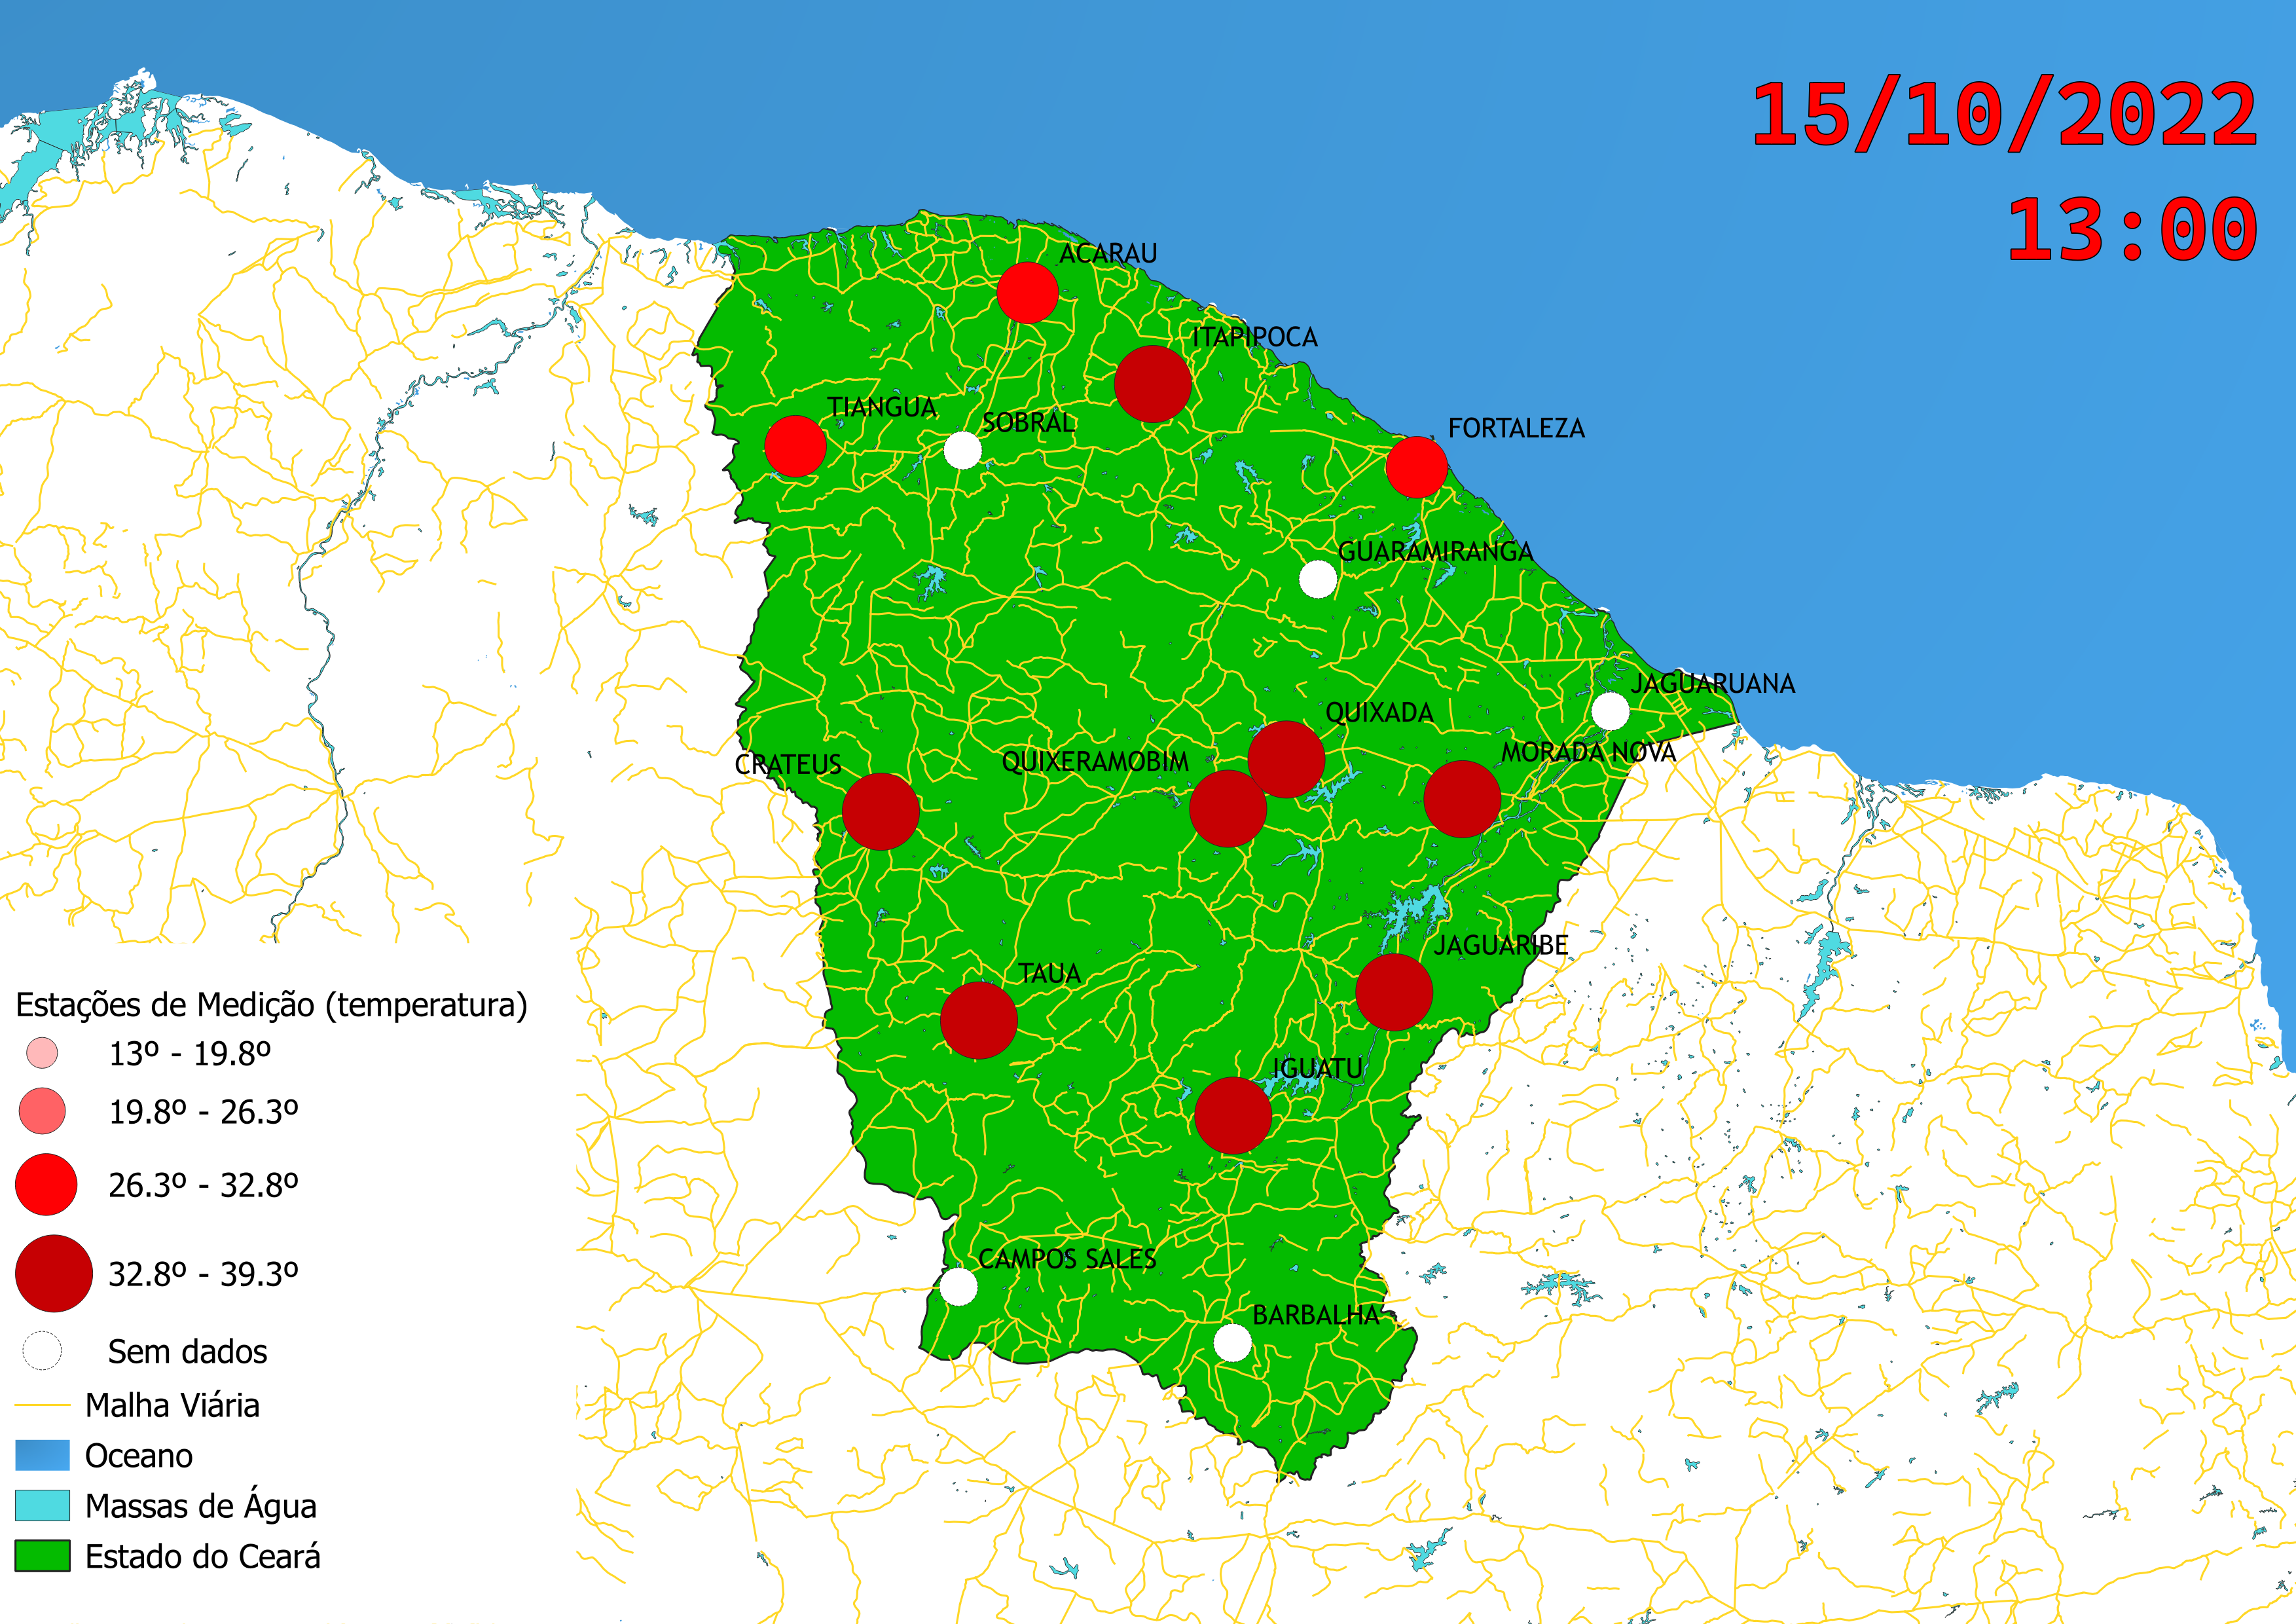 15/10/2022
13:00
ACARAU
ITAPIPOCA
TIANGUA
SOBRAL
FORTALEZA
GUARAMIRANGA
JAGUARUANA
QUIXADA
MORADA NOVA
QUIXERAMOBIM
CRATEUS
JAGUARIBE
TAUA
IGUATU
CAMPOS SALES
BARBALHA
Estações de Medição (temperatura)
13º - 19.8º
19.8º - 26.3º
26.3º - 32.8º
32.8º - 39.3º
Sem dados
Malha Viária
Oceano
Massas de Água
Estado do Ceará